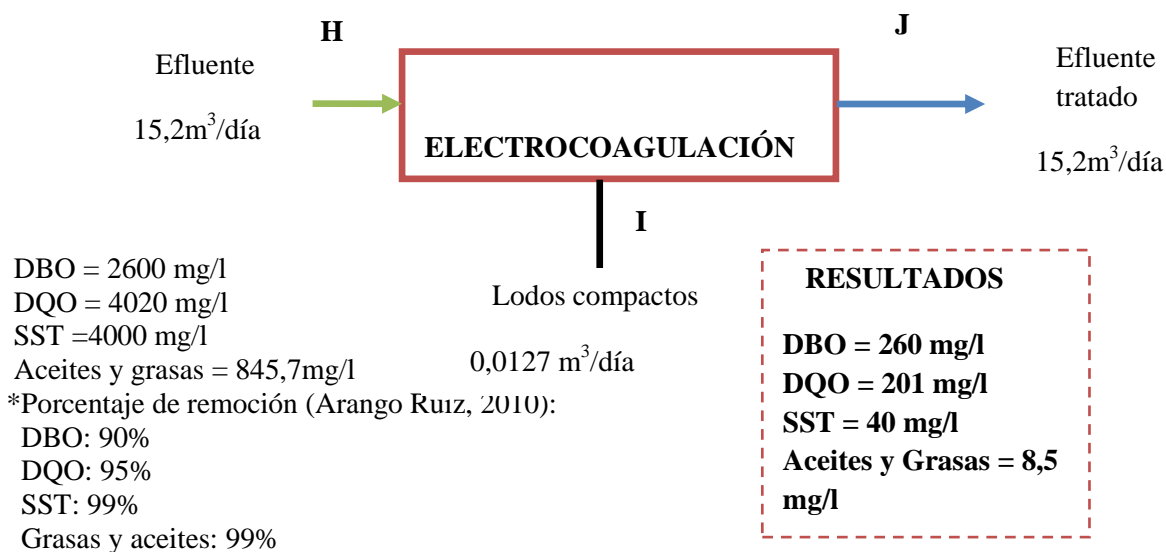 H
J
Efluente
15,2m³/día
ELECTROCOAGULACIÓN
Efluente
tratado
15,2m³/día
I
Lodos compactos
0,0127 m³/día
DBO = 2600 mg/l
DQO = 4020 mg/l
SST =4000 mg/l
Aceites y grasas = 845,7mg/l
*Porcentaje de remoción (Arango Ruiz, 2010):
DBO: 90%
DQO: 95%
SST: 99%
Grasas y aceites: 99%
RESULTADOS
DBO = 260 mg/l
DQO = 201 mg/l
SST = 40 mg/l
Aceites y Grasas = 8,5
mg/l